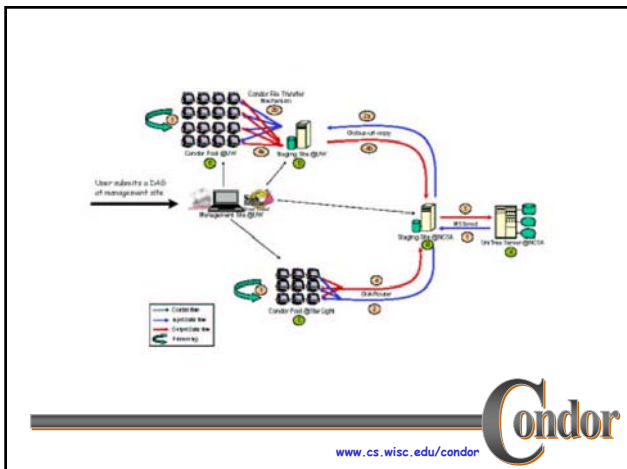 Condor File Transfer
Mechanism
Condor Pool @UW
Staging Site @UW
Globus-url-copy
User submits a DAG
at management site
Management Site @UW
Staging Site @NCSA
UniTree Server @NCSA
DiskRouter
Condor Pool @StarLight
Control flow
Input Data flow
Output Data flow
Processing
Condor
www.cs.wisc.edu/condor